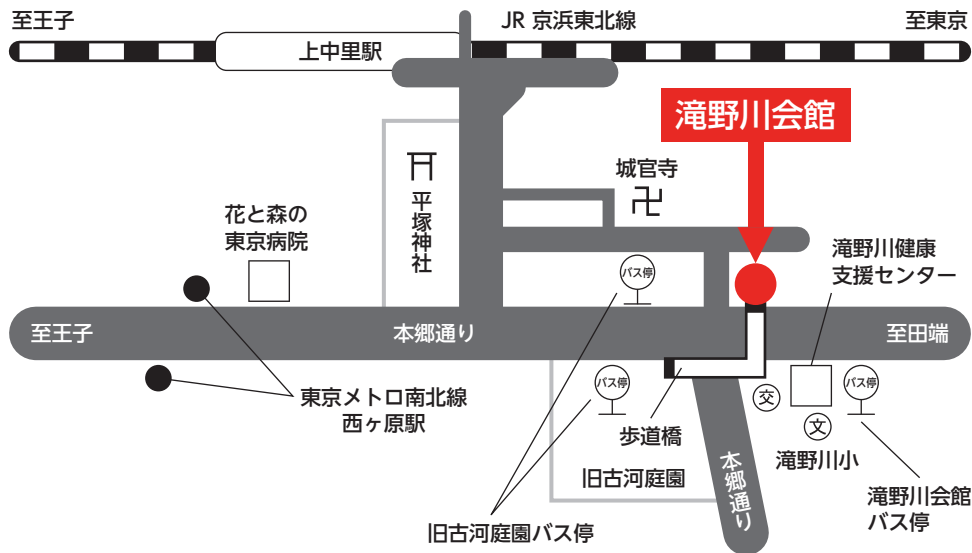 至王子
JR 京浜東北線
至東京
上中里駅
滝野川会館
城官寺
平塚神社
花と森の
東京病院
バス停
滝野川健康
支援センター
至王子
本郷通り
至田端
東京メトロ南北線
西ヶ原駅
バス停
歩道橋
交
バス停
文
滝野川小
旧古河庭園
本郷通り
滝野川会館
バス停
旧古河庭園バス停